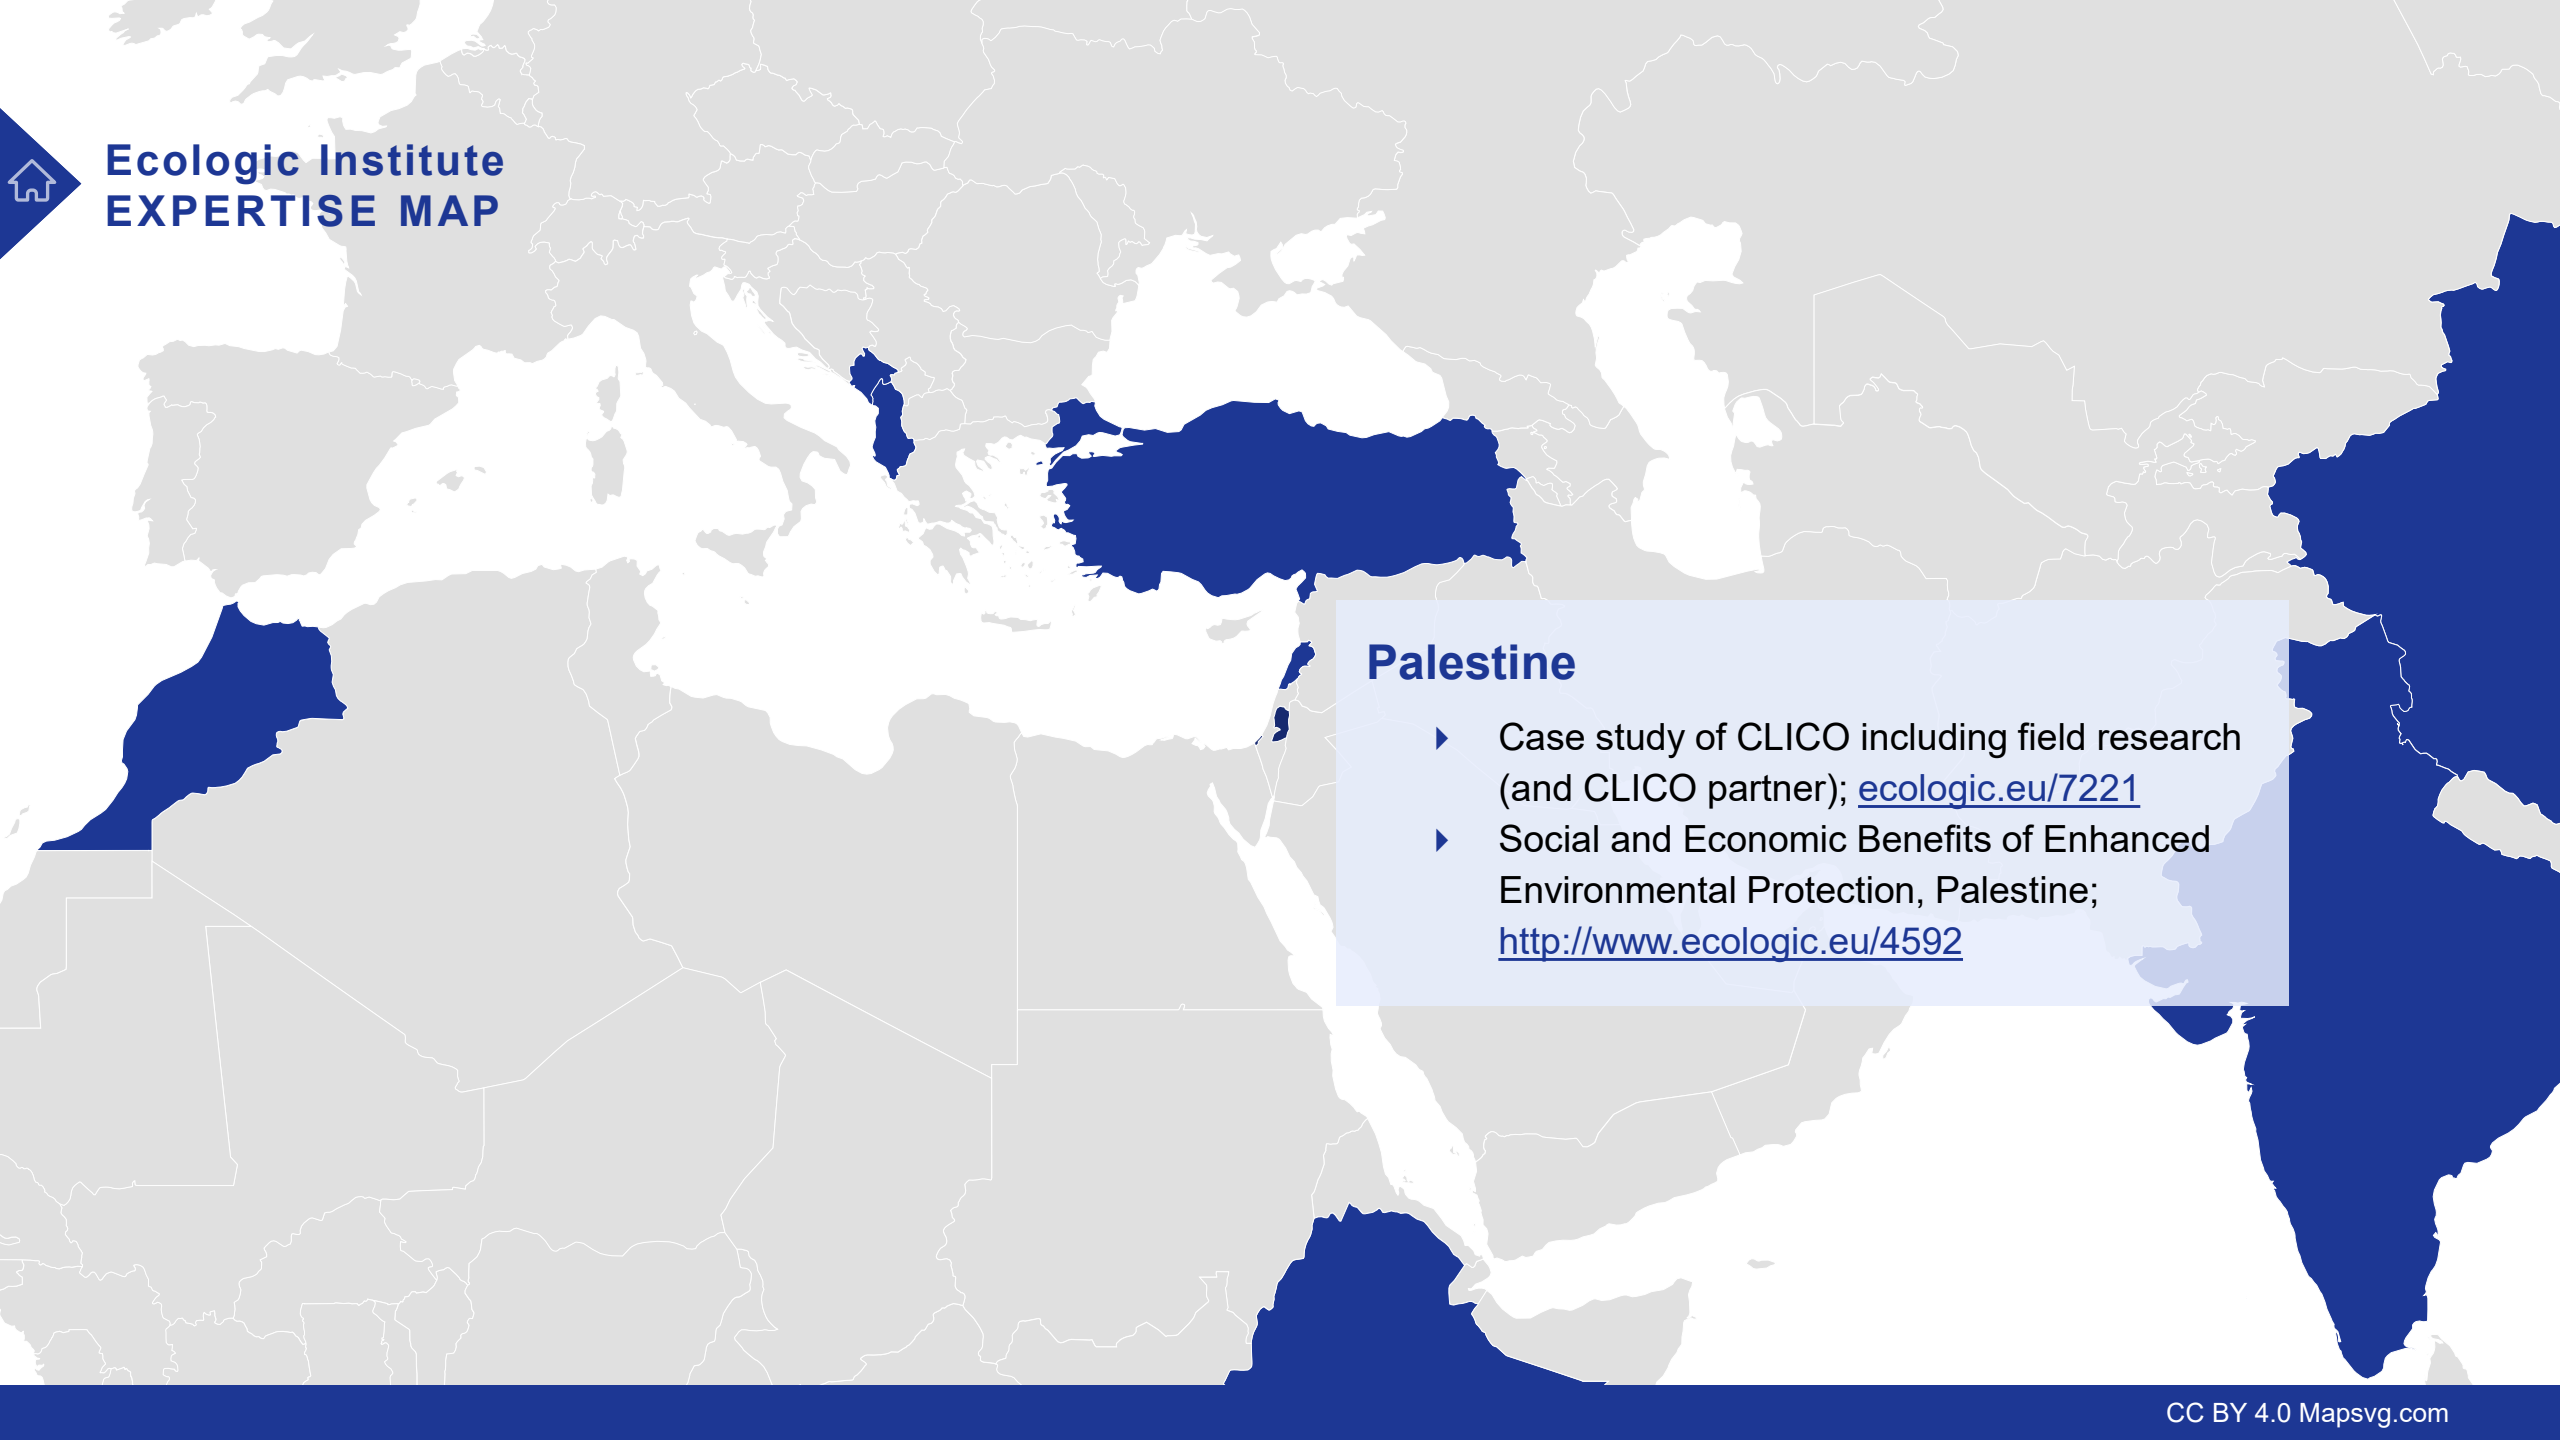 Ecologic Institute
EXPERTISE MAP
Palestine
Case study of CLICO including field research
(and CLICO partner); ecologic.eu/7221
Social and Economic Benefits of Enhanced
Environmental Protection, Palestine;
http://www.ecologic.eu/4592
CC BY 4.0 Mapsvg.com